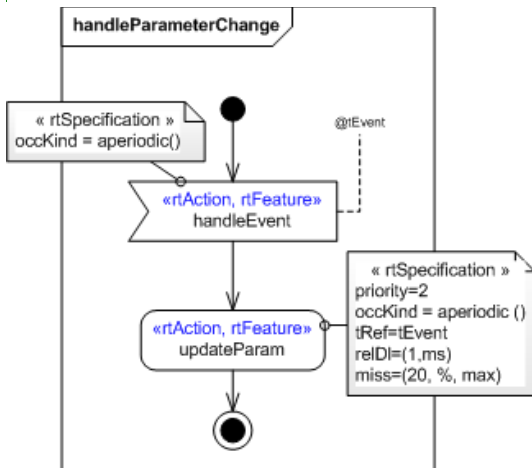 handleParameterChange
« rtSpecification »
occKind = aperiodic()
@tEvent
«rtAction, rtFeature»
handleEvent
« rtSpecification »
priority=2
occKind = aperiodic ()
tRef=tEvent
relDl=(1,ms)
miss=(20, %, max)
«rtAction, rtFeature»
updateParam